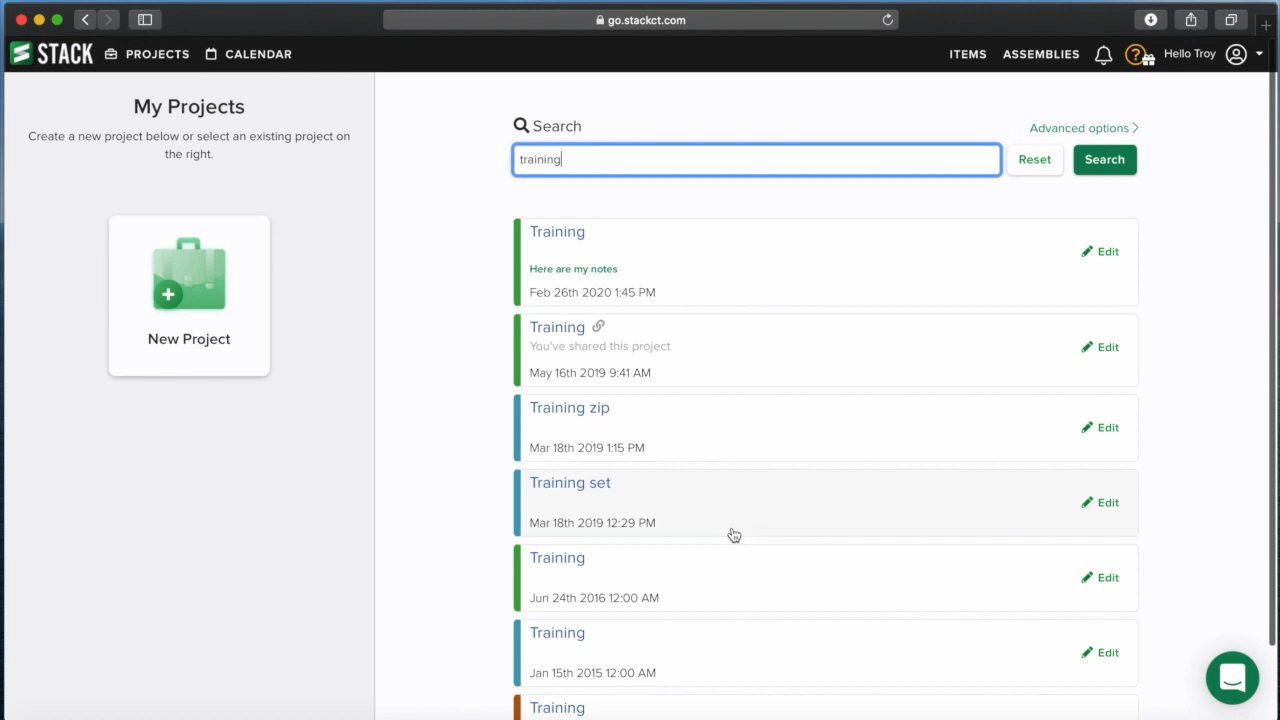 go.stackct.com
STACK PROJECTS CALENDAR ITEMS ASSEMBLIES ? Hello Troy
My Projects
Create a new project below or select an existing project on
the right.
New Project
Search
Advanced options
training
Reset
Search
Training
Here are my notes
Feb 26th 2020 1:45 PM
Edit
Training
You've shared this project
May 16th 2019 9:41 AM
Edit
Training zip
Mar 18th 2019 1:15 PM
Edit
Training set
Mar 18th 2019 12:29 PM
Edit
Training
Jun 24th 2016 12:00 AM
Edit
Training
Jan 15th 2015 12:00 AM
Edit
Training